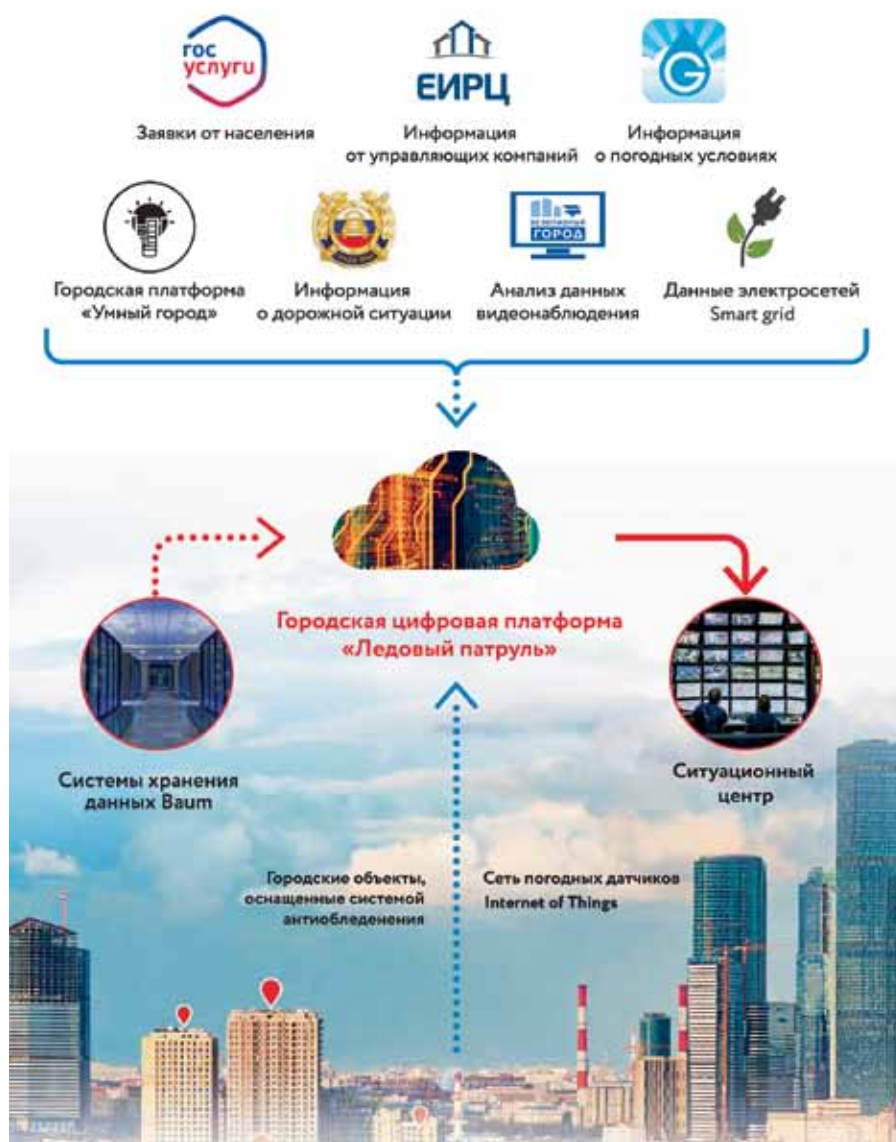 гос
услуги
ЕИРЦ
G
Заявки от населения
Информация
от управляющих компаний
Информация
о погодных условиях
ГОРОД
Городская платформа
«Умный город»
Информация
о дорожной ситуации
Анализ данных
видеонаблюдения
Данные электросетей
Smart grid
Городская цифровая платформа
«Ледовый патруль»
Системы хранения
данных Baum
Ситуационный
центр
Городские объекты,
оснащенные системой
антиобледенения
Сеть погодных датчиков
Internet of Things